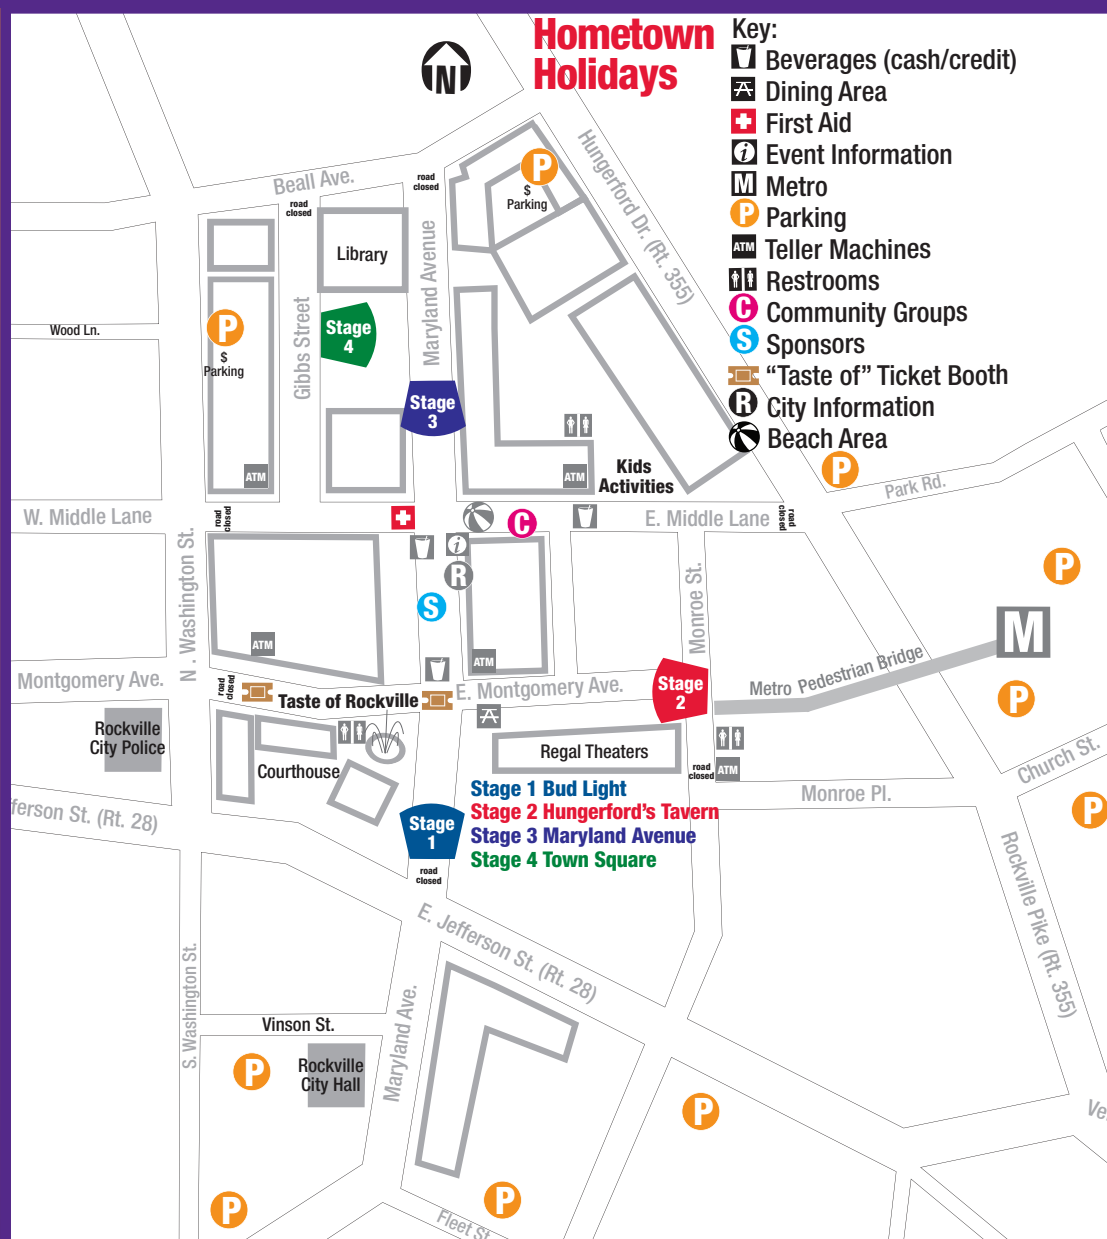 Hometown
Holidays
Key:
Beverages (cash/credit)
Dining Area
First Aid
i Event Information
M Metro
P Parking
ATM Teller Machines
Restrooms
C Community Groups
S Sponsors
"Taste of" Ticket Booth
R City Information
Beach Area
N
Hungerford Dr. (Rt. 355)
Beall Ave.
road
closed
road
closed
P
$
Parking
Library
Maryland Avenue
Gibbs Street
Wood Ln.
P
$
Parking
Stage
4
Stage
3
ATM
ATM
Kids
Activities
P
Park Rd.
W. Middle Lane
road
closed
C
E. Middle Lane
road
closed
N . Washington St.
i
R
S
ATM
ATM
Monroe St.
P
M
Metro Pedestrian Bridge
P
Montgomery Ave.
road
closed
Taste of Rockville
E. Montgomery Ave.
Stage
2
Rockville
City Police
Courthouse
Regal Theaters
road
closed
ATM
Church St.
Monroe Pl.
P
Stage 1 Bud Light
Stage 2 Hungerford's Tavern
Stage 3 Maryland Avenue
Stage 4 Town Square
ferson St. (Rt. 28)
Stage
1
road
closed
Rockville Pike (Rt. 355)
E. Jefferson St. (Rt. 28)
S. Washington St.
Maryland Ave.
Vinson St.
P
Rockville
City Hall
P
Ve
P
P
Fleet St